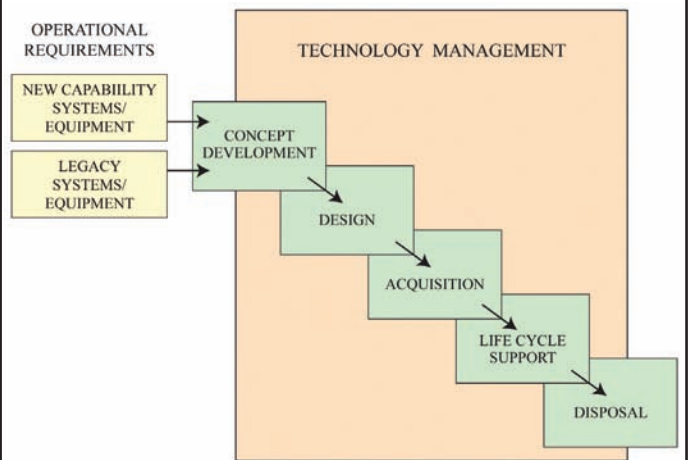 OPERATIONAL
REQUIREMENTS
NEW CAPABIILITY
SYSTEMS/
EQUIPMENT
LEGACY
SYSTEMS/
EQUIPMENT
TECHNOLOGY MANAGEMENT
CONCEPT
DEVELOPMENT
DESIGN
ACQUISITION
LIFE CYCLE
SUPPORT
DISPOSAL